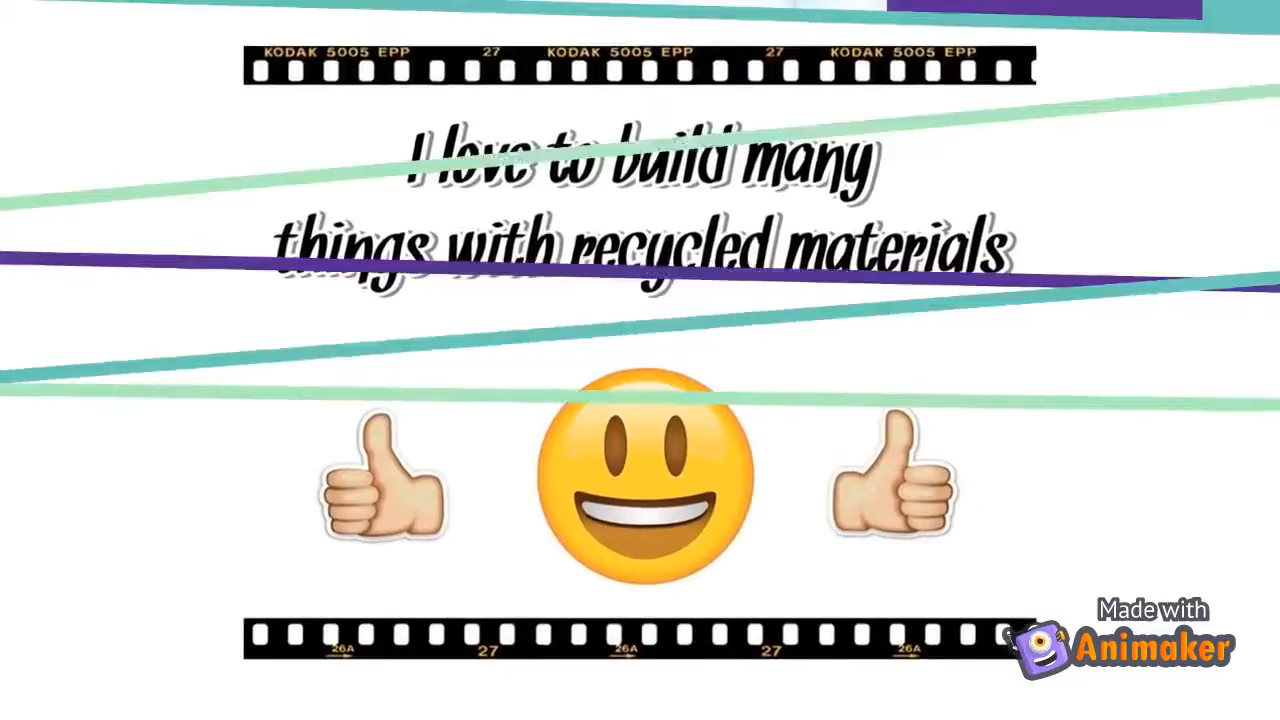 KODAK 5005 EPP 27 KODAK 5005 EPP 27 KODAK 5005 EPP
I love to build many
things with recycled materials
26A 27 26A 27 26A
Made with
Animaker